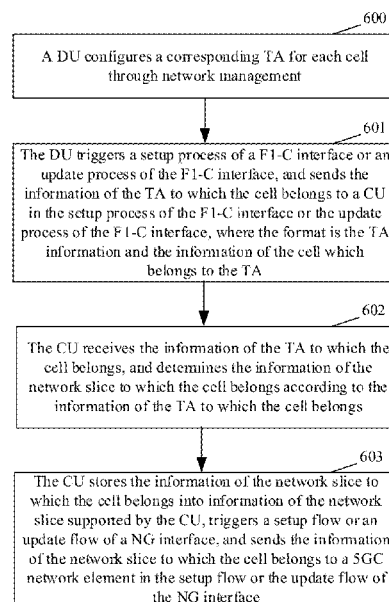 600
A DU configures a corresponding TA for each cell
through network management
601
The DU triggers a setup process of a F1-C interface or an
update process of the F1-C interface, and sends the
information of the TA to which the cell belongs to a CU
in the setup process of the F1-C interface or the update
process of the F1-C interface, where the format is the TA
information and the information of the cell which
belongs to the TA
602
The CU receives the information of the TA to which the
cell belongs, and determines the information of the
network slice to which the cell belongs according to the
information of the TA to which the cell belongs
603
The CU stores the information of the network slice to
which the cell belongs into information of the network
slice supported by the CU, triggers a setup flow or an
update flow of a NG interface, and sends the information
of the network slice to which the cell belongs to a 5GC
network element in the setup flow or the update flow of
the NG interface